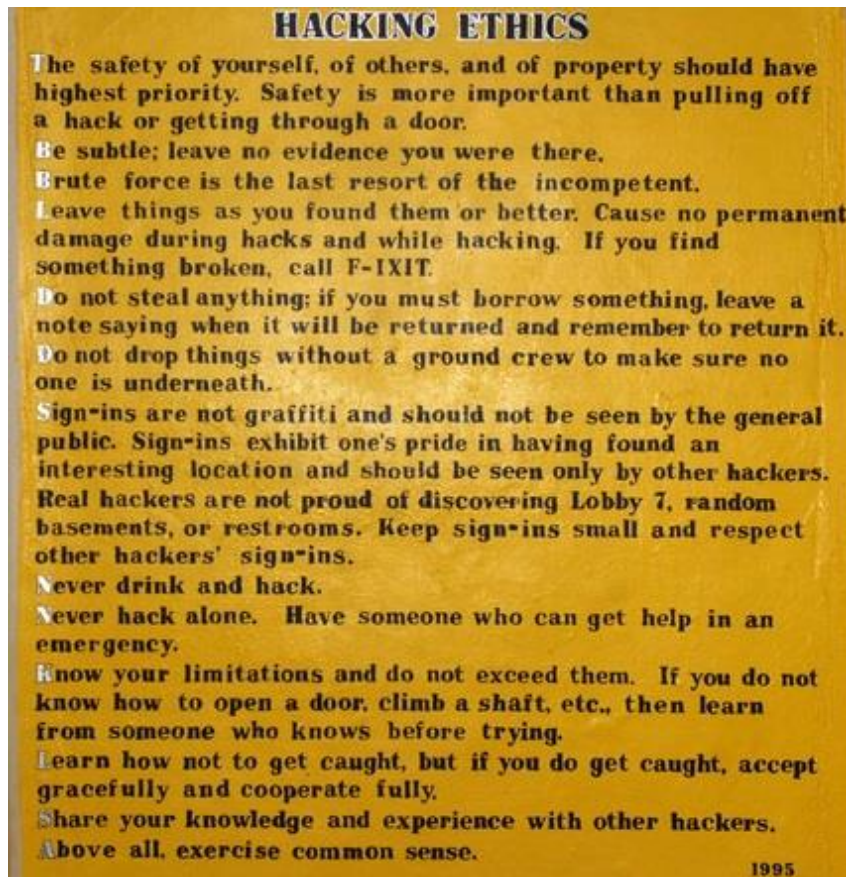 HACKING ETHICS
The safety of yourself, of others, and of property should have
highest priority. Safety is more important than pulling off
a hack or getting through a door.
Be subtle; leave no evidence you were there.
Brute force is the last resort of the incompetent.
Leave things as you found them or better. Cause no permanent
damage during hacks and while hacking. If you find
something broken, call F-IXIT.
Do not steal anything; if you must borrow something, leave a
note saying when it will be returned and remember to return it.
Do not drop things without a ground crew to make sure no
one is underneath.
Sign-ins are not graffiti and should not be seen by the general
public. Sign-ins exhibit one's pride in having found an
interesting location and should be seen only by other hackers.
Real hackers are not proud of discovering Lobby 7, random
basements, or restrooms. Keep sign-ins small and respect
other hackers' sign-ins.
Never drink and hack.
Never hack alone. Have someone who can get help in an
emergency.
Know your limitations and do not exceed them. If you do not
know how to open a door, climb a shaft, etc., then learn
from someone who knows before trying.
Learn how not to get caught, but if you do get caught, accept
gracefully and cooperate fully.
Share your knowledge and experience with other hackers.
Above all, exercise common sense.
1995